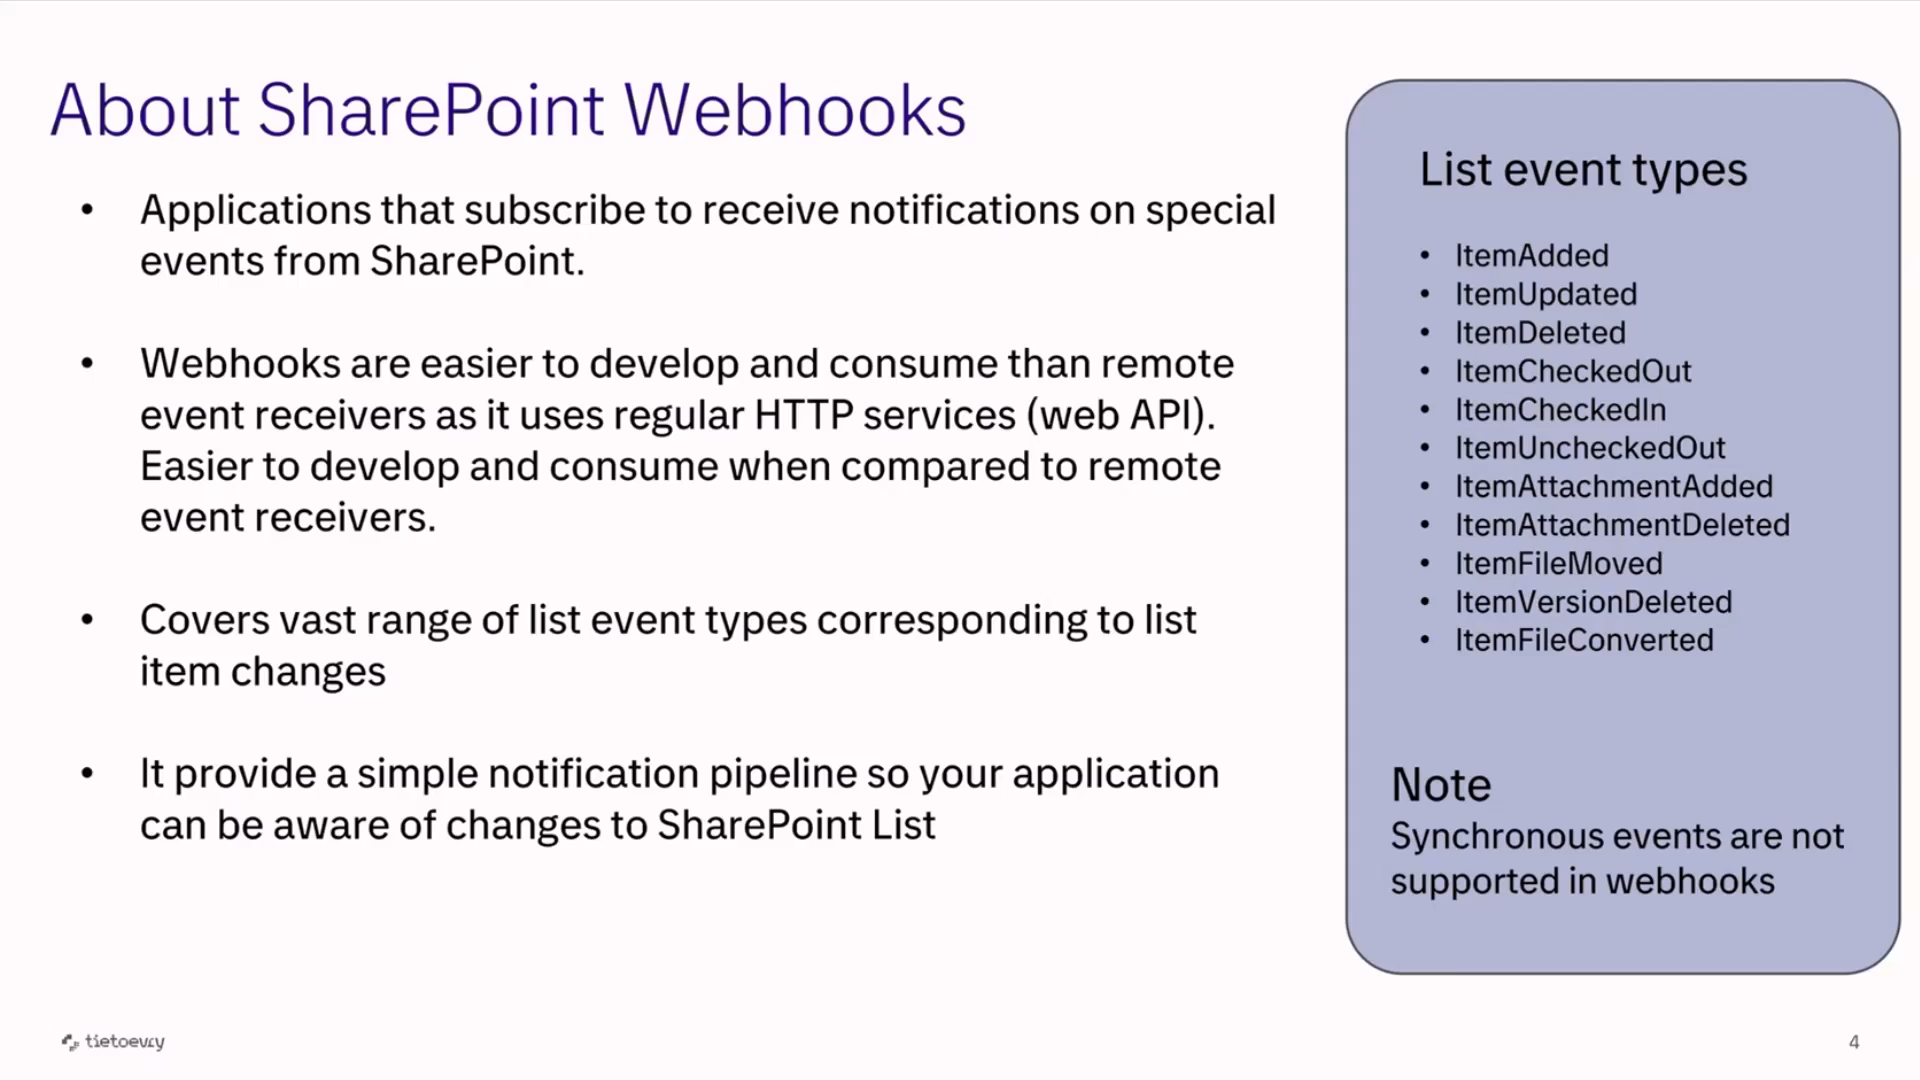 About SharePoint Webhooks
• Applications that subscribe to receive notifications on special
events from SharePoint.
• Webhooks are easier to develop and consume than remote
event receivers as it uses regular HTTP services (web API).
Easier to develop and consume when compared to remote
event receivers.
• Covers vast range of list event types corresponding to list
item changes
• It provide a simple notification pipeline so your application
can be aware of changes to SharePoint List
List event types
• ItemAdded
• ItemUpdated
• ItemDeleted
• ItemCheckedOut
• ItemCheckedIn
• ItemUncheckedOut
• ItemAttachmentAdded
• ItemAttachmentDeleted
• ItemFileMoved
• ItemVersionDeleted
• ItemFileConverted
Note
Synchronous events are not
supported in webhooks
tietoevry
4